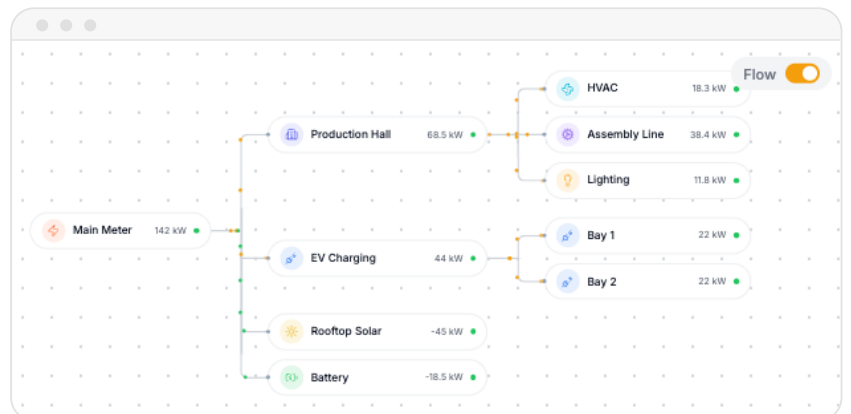 Flow
HVAC 18.3 kW
Production Hall 68.5 kW
Assembly Line 38.4 kW
Lighting 11.8 kW
Main Meter 142 kW
Bay 1 22 kW
EV Charging 44 kW
Bay 2 22 kW
Rooftop Solar -45 kW
Battery -18.5 kW